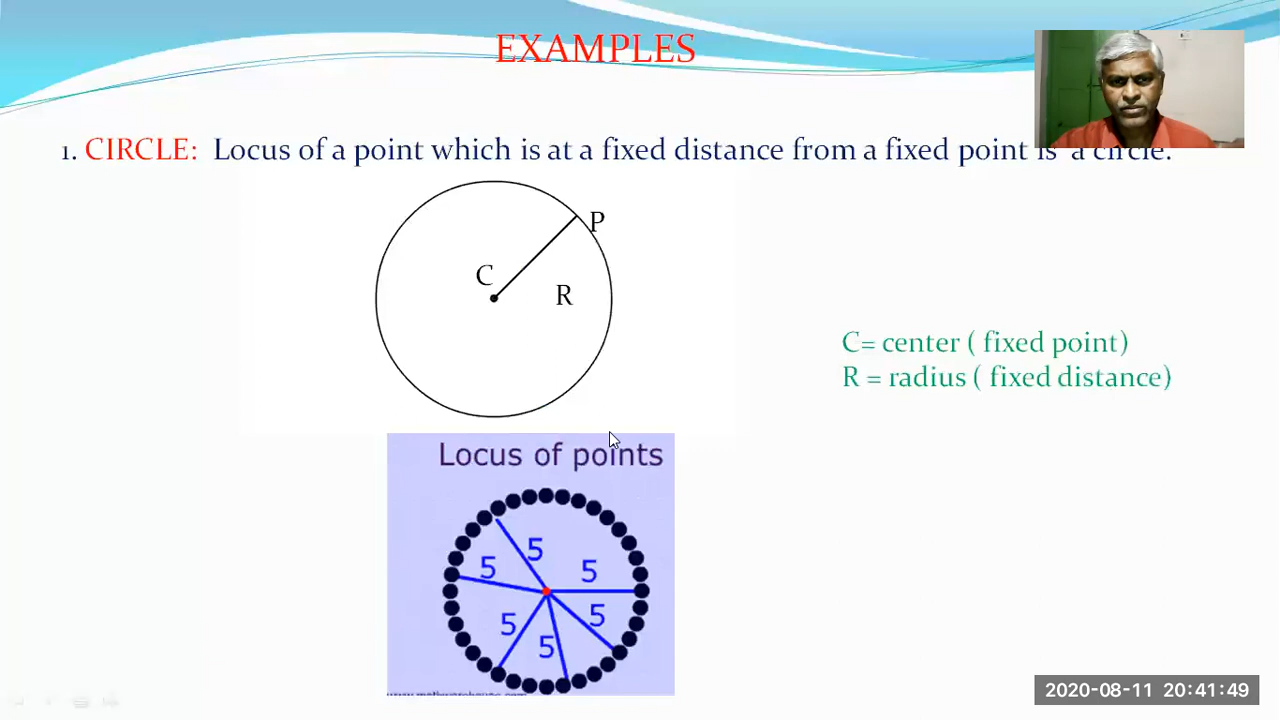 EXAMPLES
1. CIRCLE: Locus of a point which is at a fixed distance from a fixed point is a circle.
P
C
R
C= center ( fixed point)
R = radius ( fixed distance)
Locus of points
5
5
5
5
5
5
2020-08-11 20:41:49